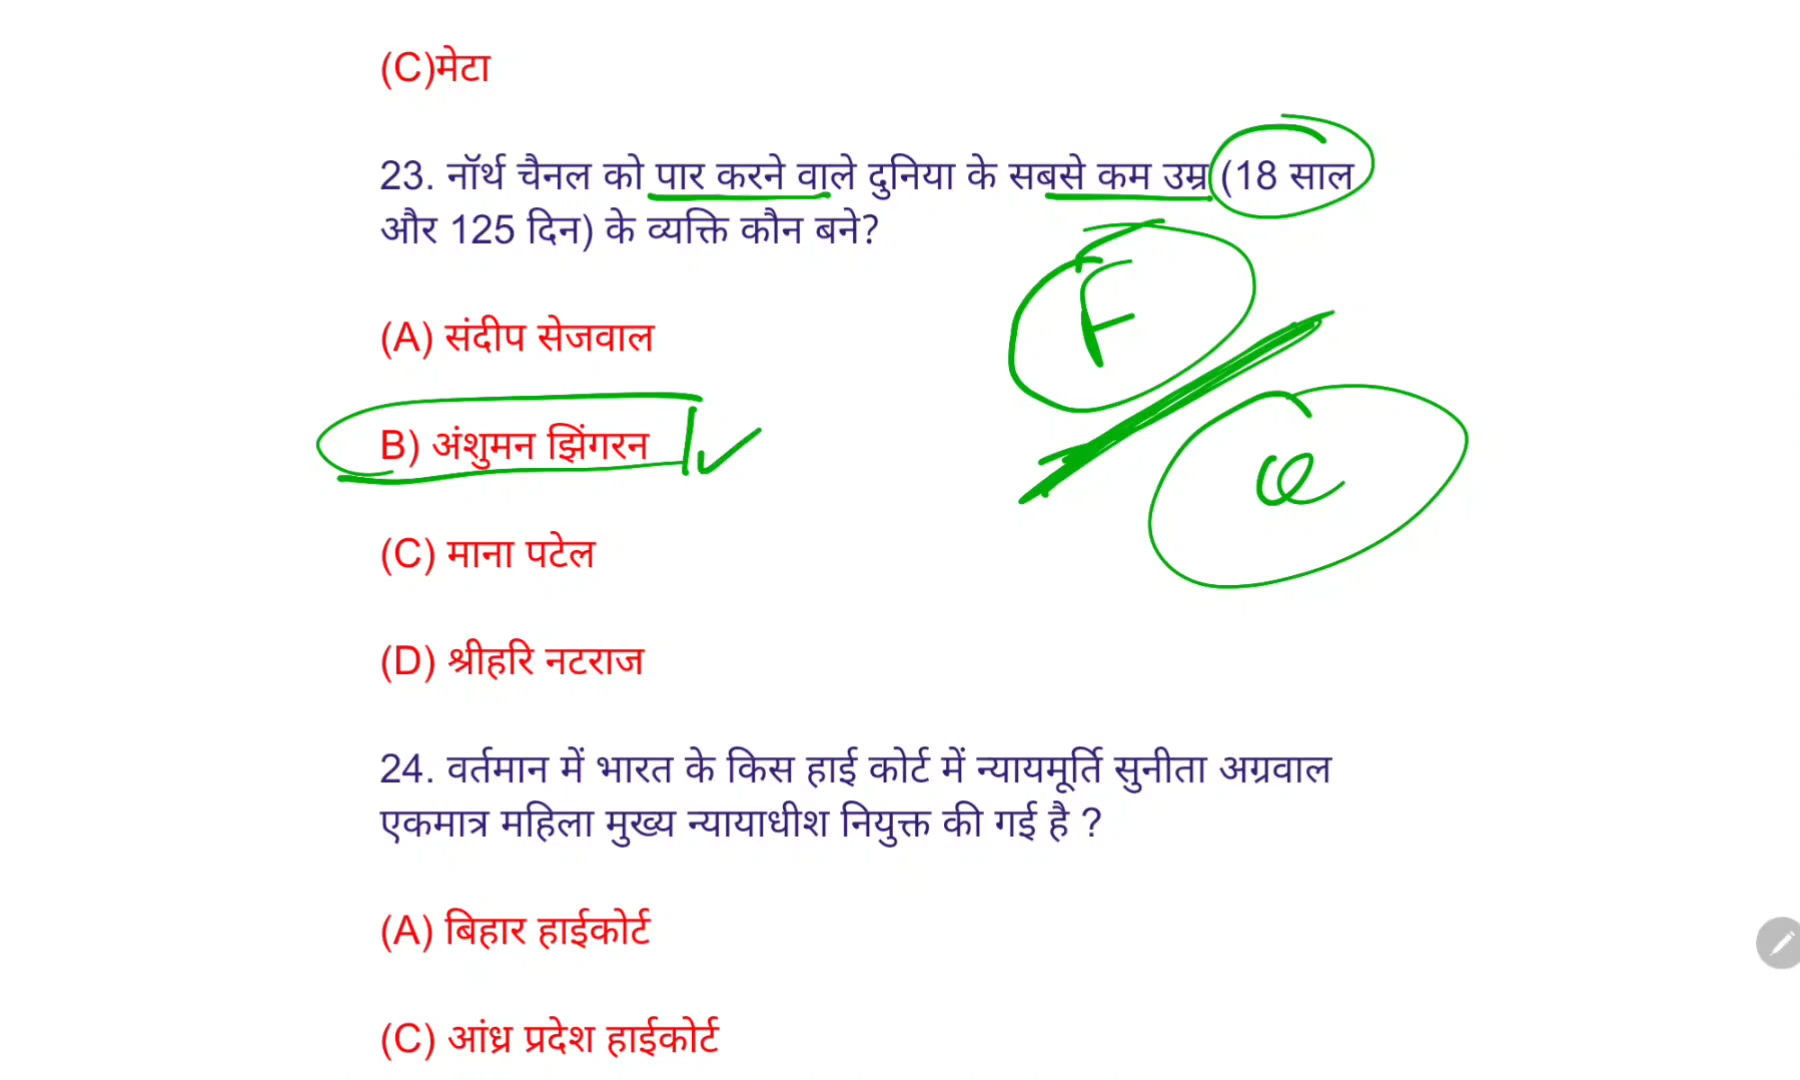 (C)मेटा
23. नॉर्थ चैनल को पार करने वाले दुनिया के सबसे कम उम्र (18 साल
और 125 दिन) के व्यक्ति कौन बने?
F
(A) संदीप सेजवाल
B) अंशुमन झिंगरन
(C) माना पटेल
(D) श्रीहरि नटराज
24. वर्तमान में भारत के किस हाई कोर्ट में न्यायमूर्ति सुनीता अग्रवाल
एकमात्र महिला मुख्य न्यायाधीश नियुक्त की गई है ?
(A) बिहार हाईकोर्ट
(C) आंध्र प्रदेश हाईकोर्ट